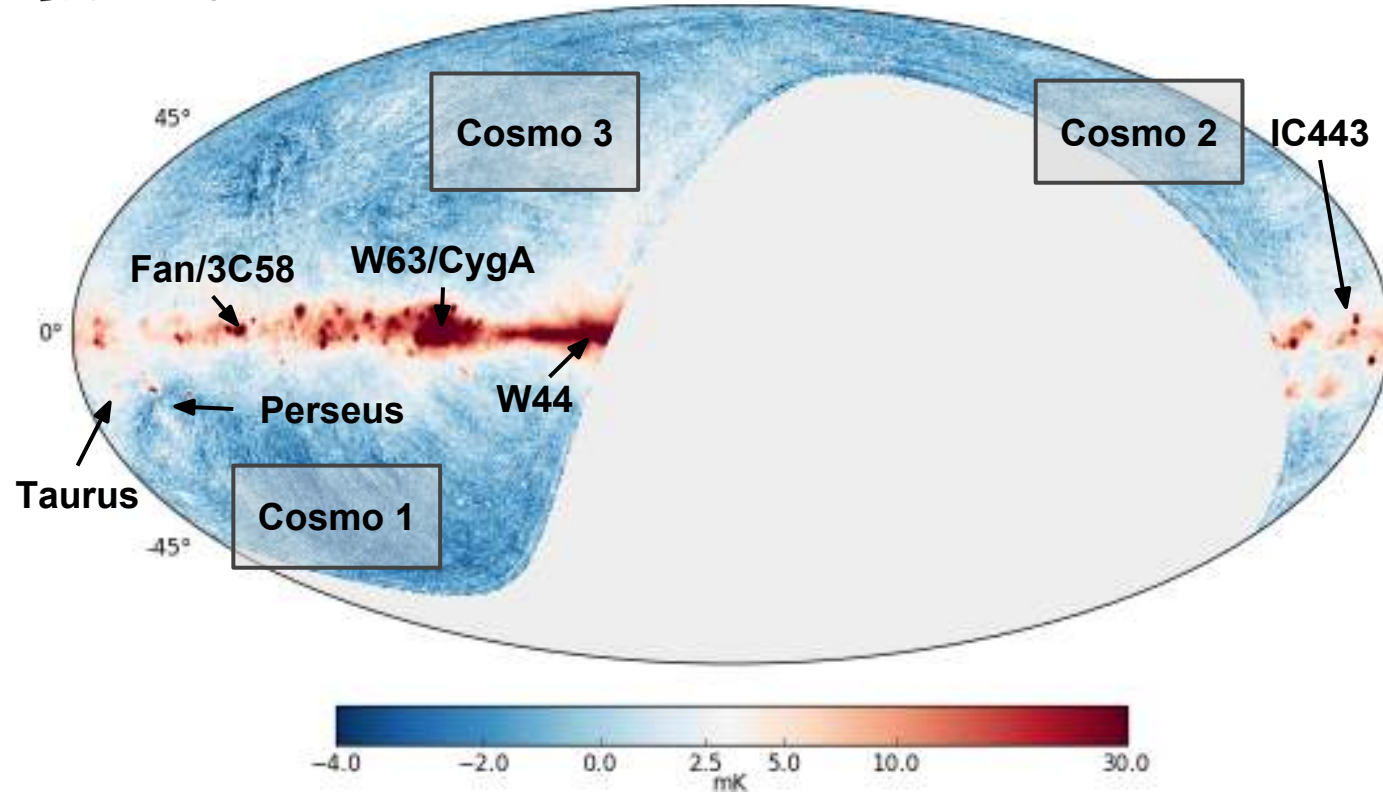 45°
Cosmo 3
Cosmo 2
IC443
Fan/3C58
W63/CygA
0°
W44
Perseus
Taurus
Cosmo 1
-45°
−4.0
−2.0
0.0
2.5
5.0
10.0
30.0
mK